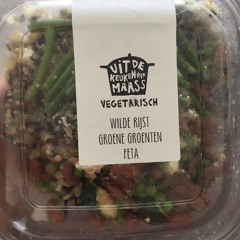 UIT DE
KEUKEN VAN
MAASS
VEGETARISCH
WILDE RIJST
GROENE GROENTEN
FETA